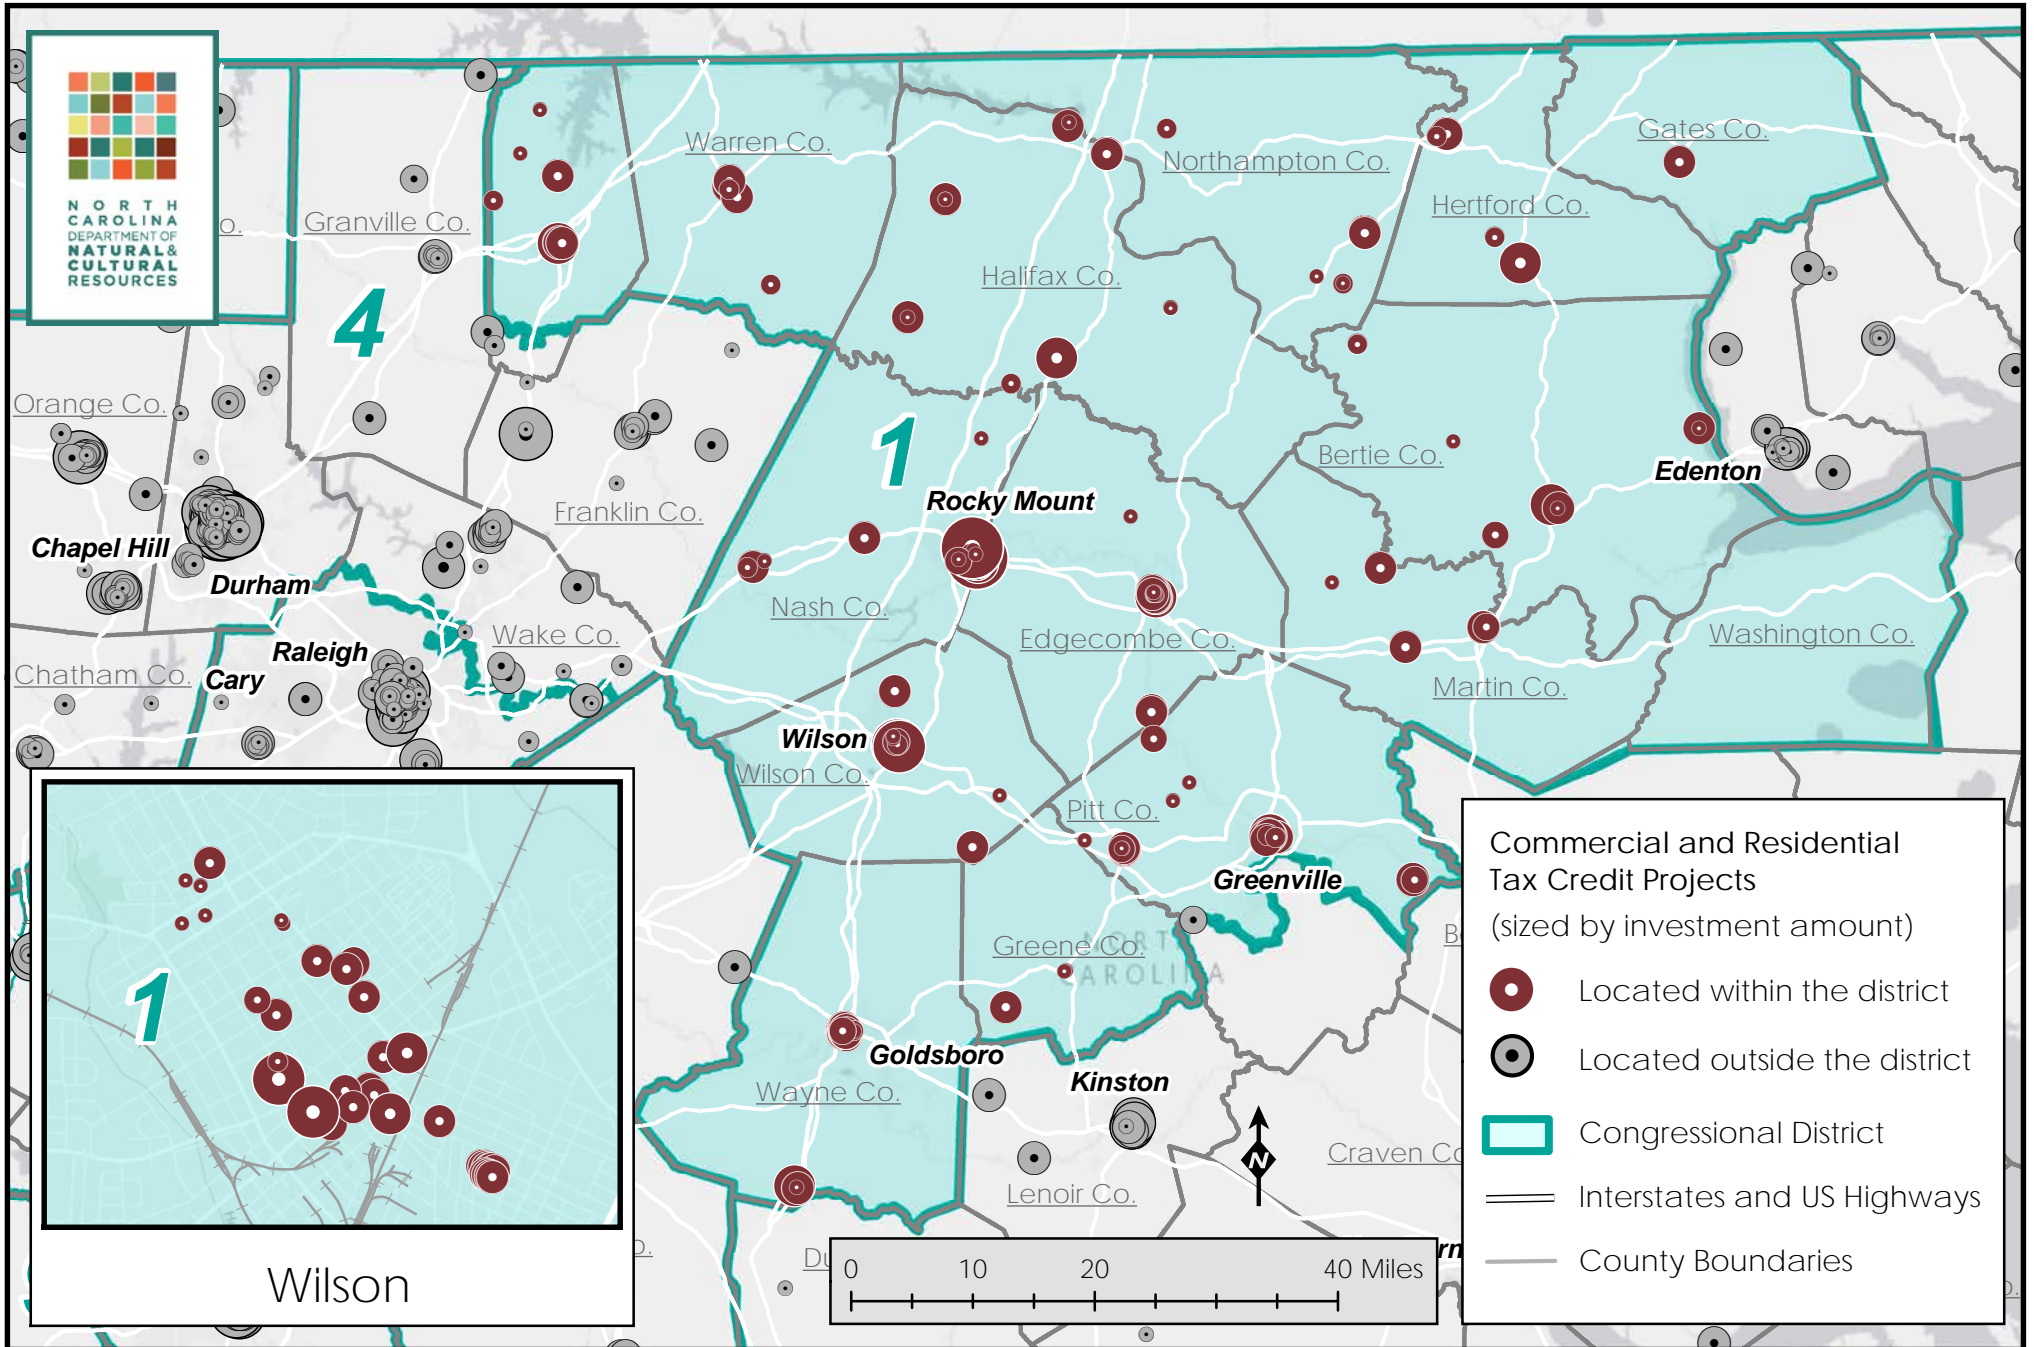 NORTH
CAROLINA
DEPARTMENT OF
NATURAL &
CULTURAL
RESOURCES
o.
Granville Co.
Warren Co.
Northampton Co.
Gates Co.
Hertford Co.
Halifax Co.
4
Orange Co.
1
Bertie Co.
Edenton
Rocky Mount
Franklin Co.
Chapel Hill
Durham
Nash Co.
Edgecombe Co.
Washington Co.
Wake Co.
Raleigh
Chatham Co.
Cary
Martin Co.
Wilson
Wilson Co.
Pitt Co.
Greenville
Greene Co.
NORTH
CAROLINA
Goldsboro
Wayne Co.
Kinston
Lenoir Co.
Craven Co
N
Du
rn
0 10 20 40 Miles
1
Wilson
Commercial and Residential
Tax Credit Projects
(sized by investment amount)
Located within the district
Located outside the district
Congressional District
Interstates and US Highways
County Boundaries